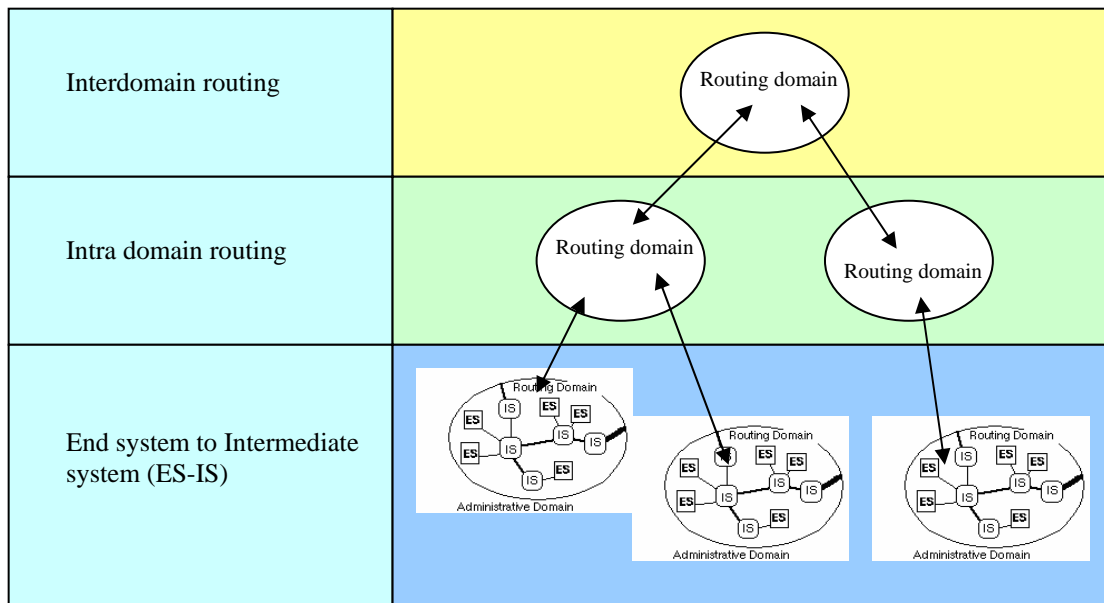 Interdomain routing
Routing domain
Intra domain routing
Routing domain
Routing domain
End system to Intermediate
system (ES-IS)
Routing Domain
IS
ES
ES
ES
ES
IS
IS
IS
ES
IS
Administrative Domain
Routing Domain
IS
ES
ES
ES
ES
IS
IS
IS
ES
IS
Administrative Domain
Routing Domain
IS
ES
ES
ES
ES
IS
IS
IS
ES
IS
Administrative Domain